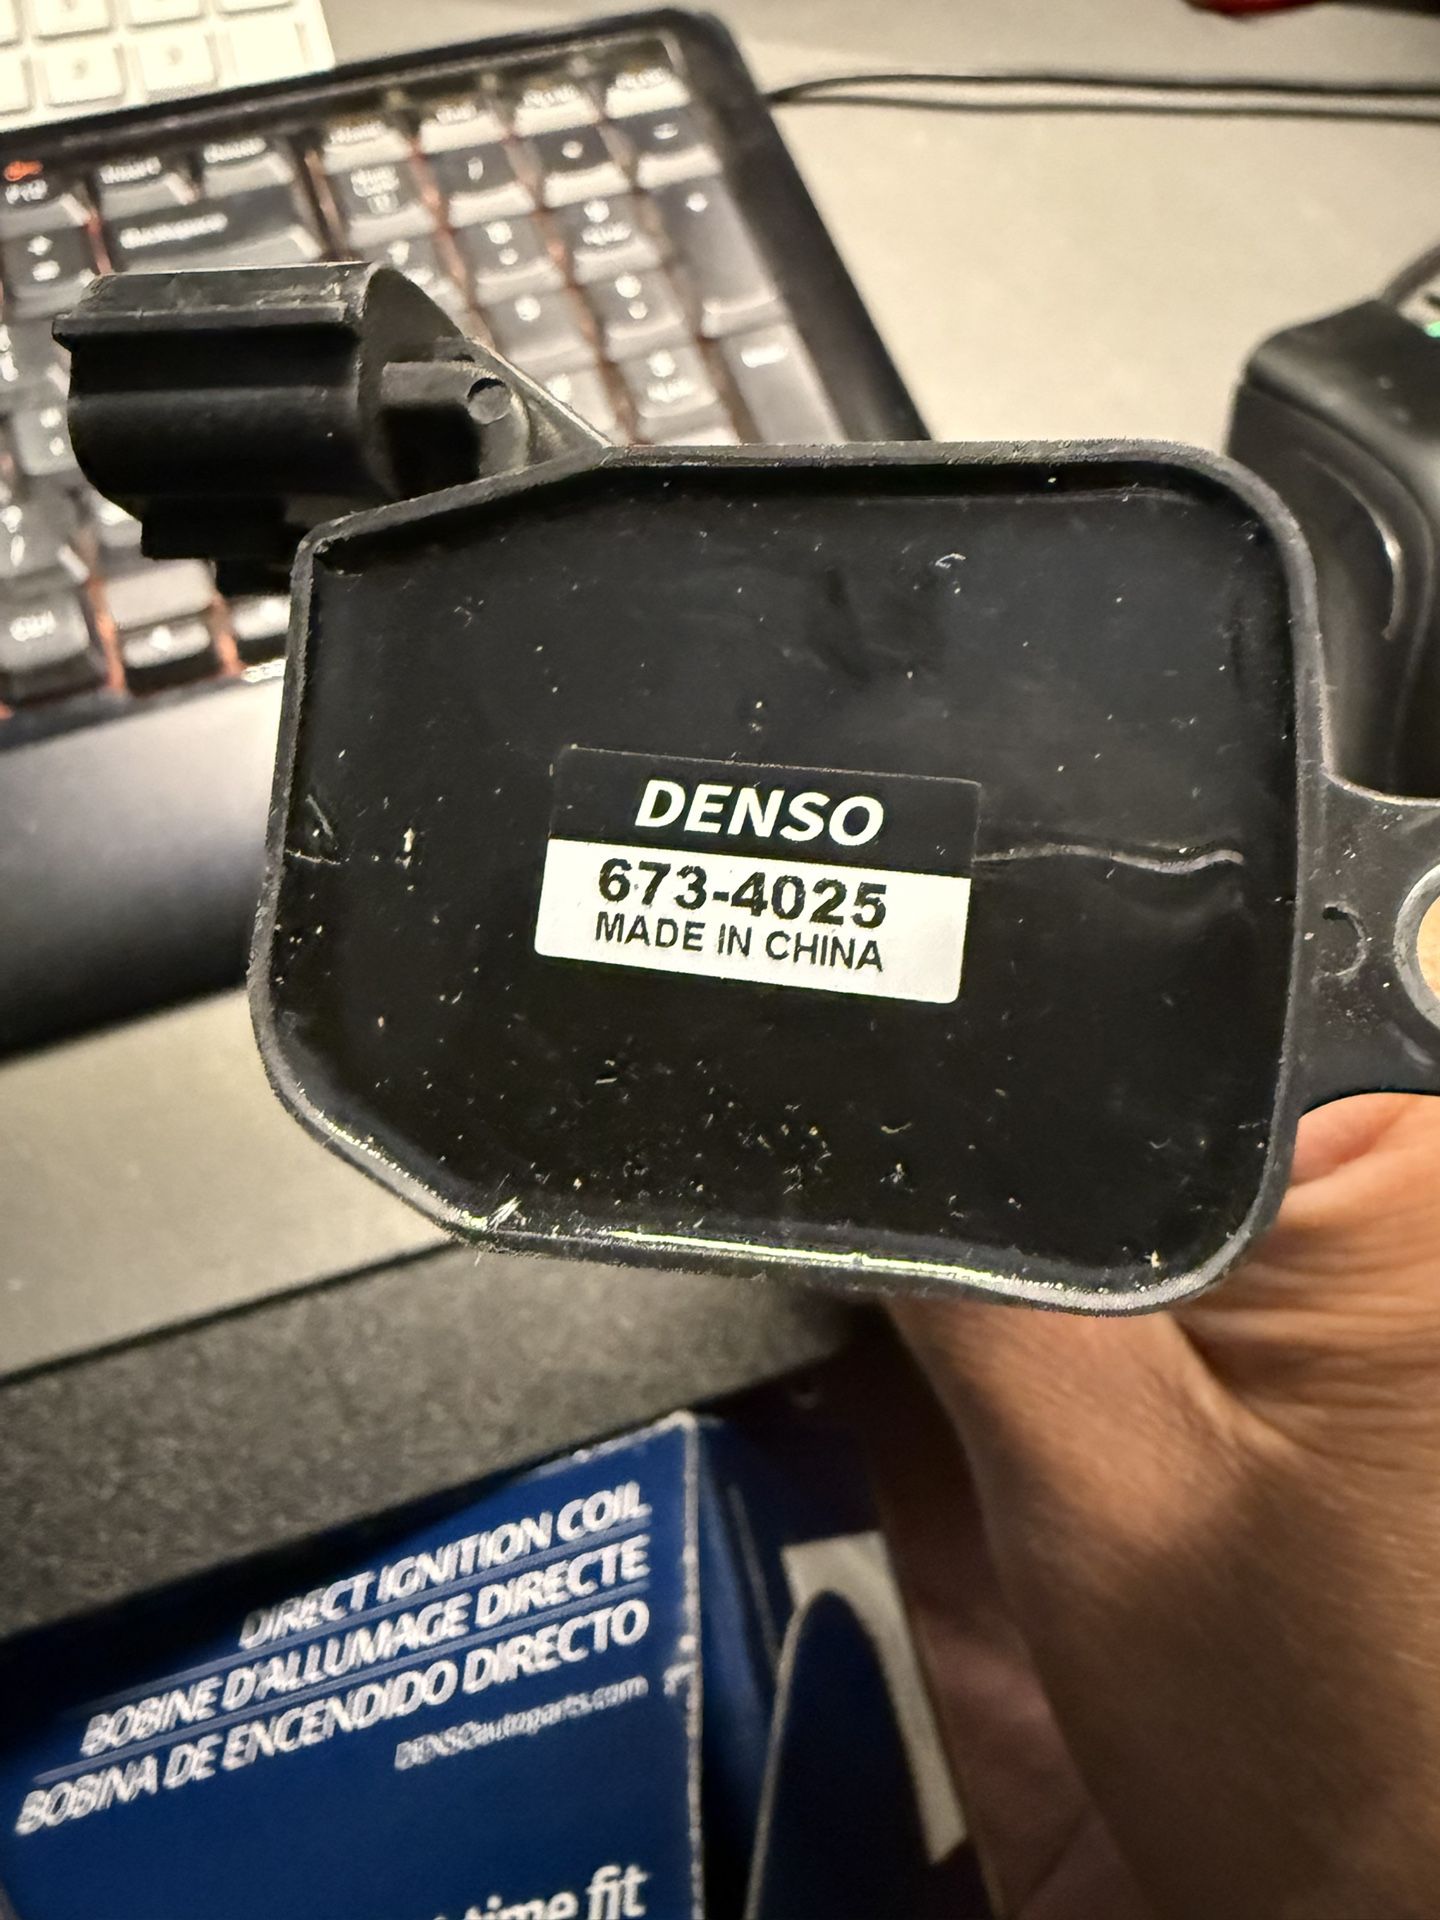 DENSO
673-4025
MADE IN CHINA
DIRECT IGNITION COIL
BOBINE D'ALLUMAGE DIRECTE
BOBINA DE ENCENDIDO DIRECTO
DENSOautoparts.com
time fit